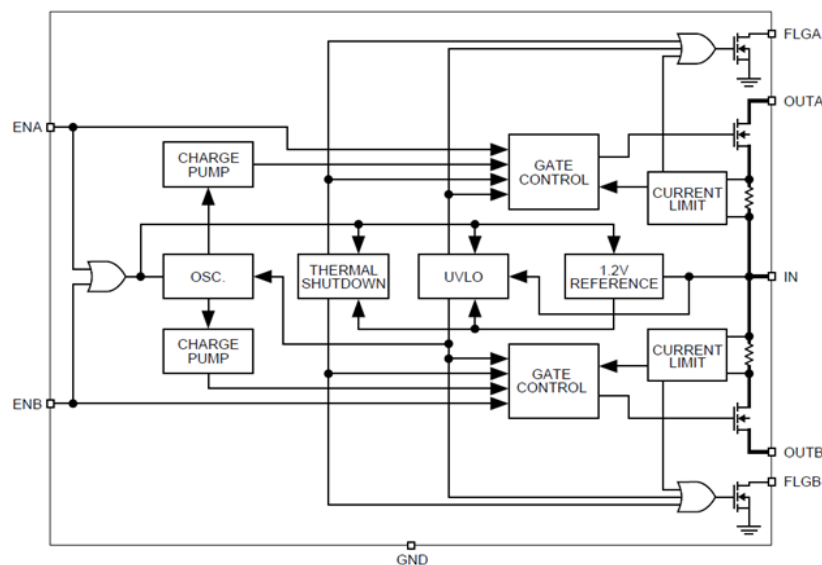 FLGA
OUTA
ENA
CHARGE
PUMP
GATE
CONTROL
CURRENT
LIMIT
OSC.
THERMAL
SHUTDOWN
UVLO
1.2V
REFERENCE
IN
CHARGE
PUMP
GATE
CONTROL
CURRENT
LIMIT
ENB
OUTB
FLGB
GND